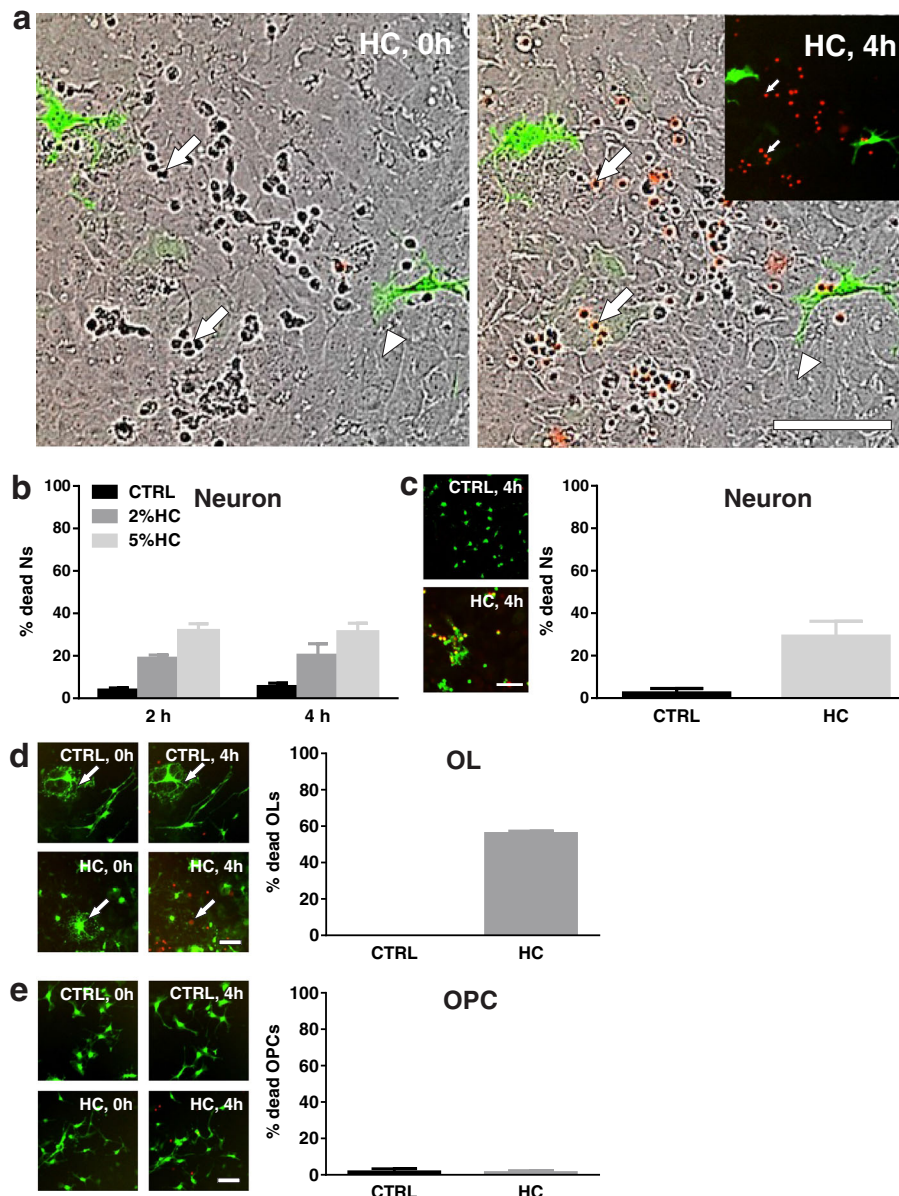 a
HC, 0h
HC, 4h
b
Neuron
CTRL
2%HC
5%HC
% dead Ns
100
80
60
40
20
0
2 h
4 h
c
CTRL, 4h
HC, 4h
Neuron
% dead Ns
100
80
60
40
20
0
CTRL
HC
d
CTRL, 0h
CTRL, 4h
HC, 0h
HC, 4h
OL
% dead OLs
100
80
60
40
20
0
CTRL
HC
e
CTRL, 0h
CTRL, 4h
HC, 0h
HC, 4h
OPC
% dead OPCs
100
80
60
40
20
0
CTRL
HC